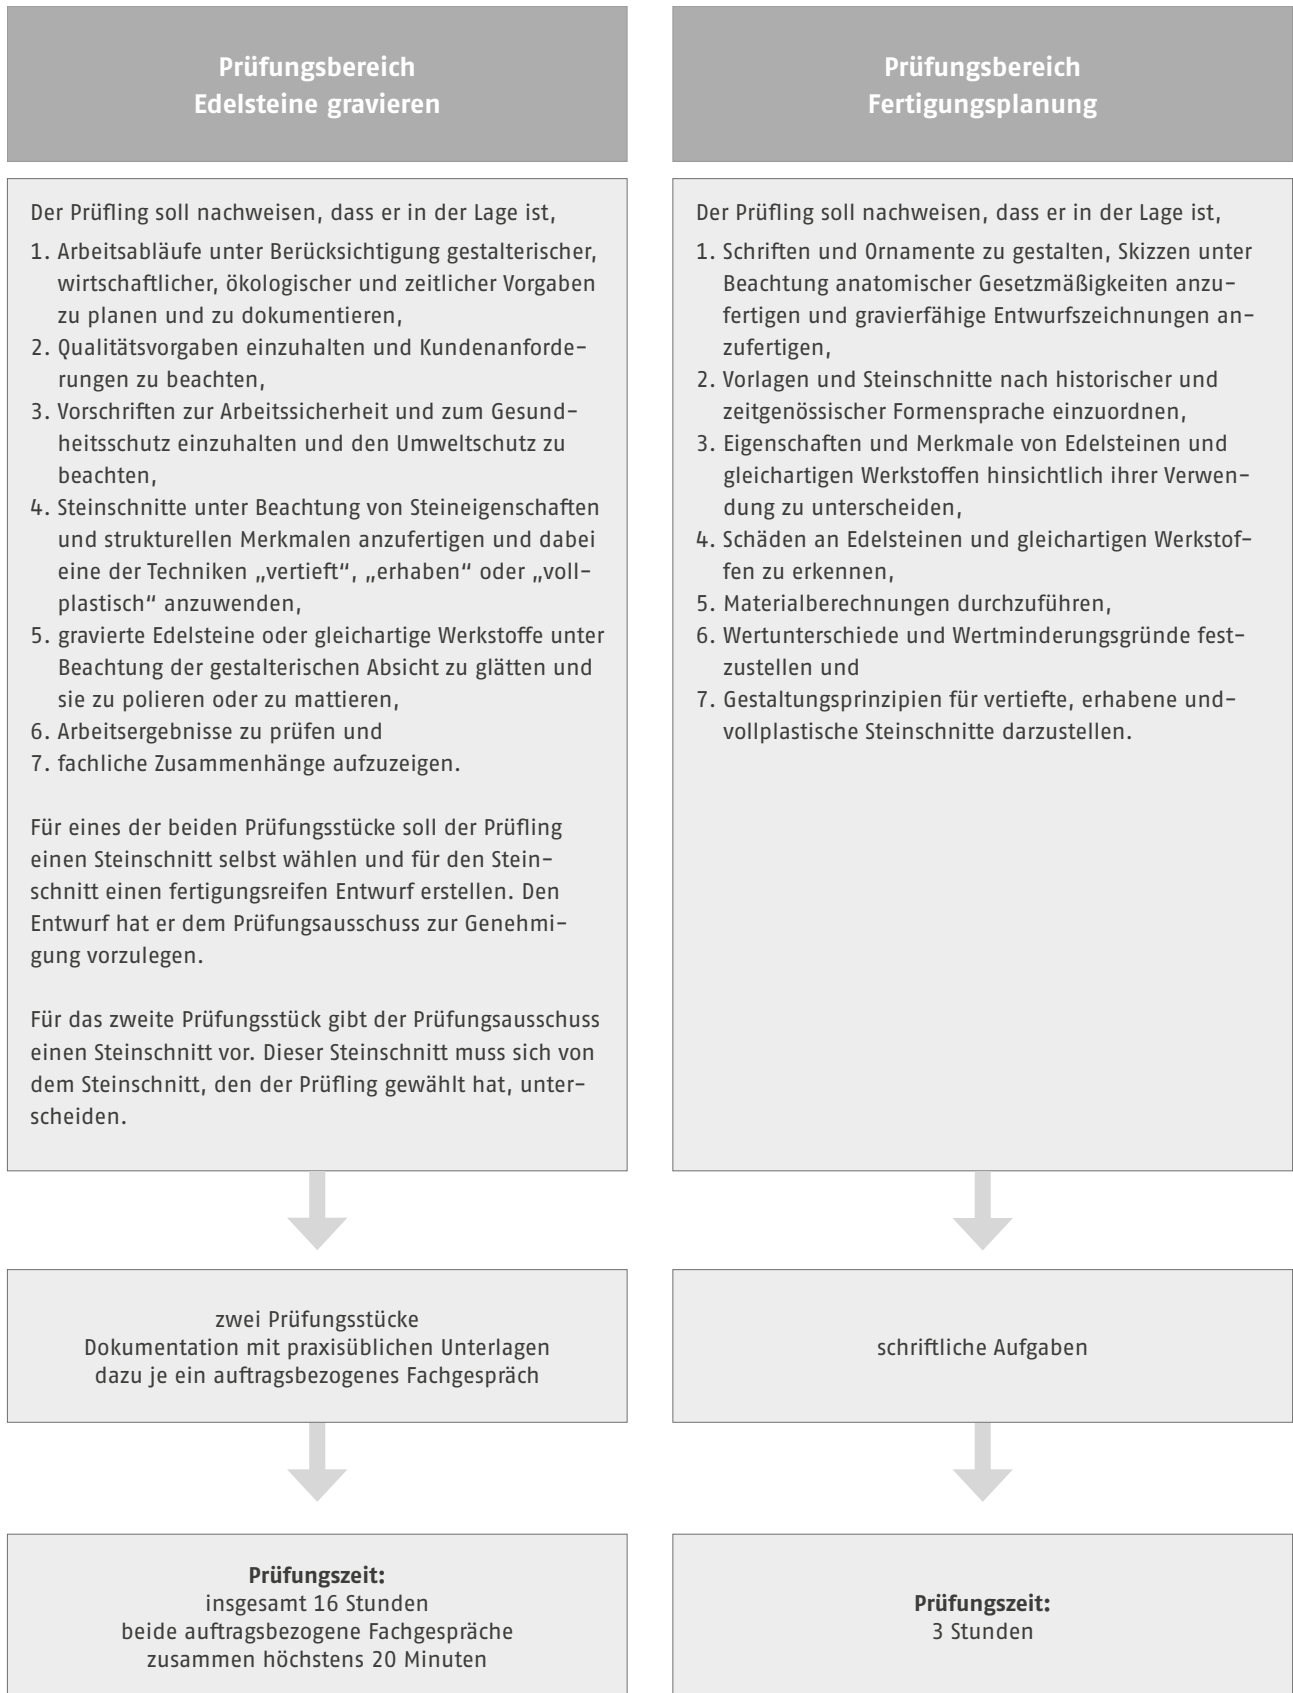 Prüfungsbereich
Edelsteine gravieren
Der Prüfling soll nachweisen, dass er in der Lage ist,
1. Arbeitsabläufe unter Berücksichtigung gestalterischer,
wirtschaftlicher, ökologischer und zeitlicher Vorgaben
zu planen und zu dokumentieren,
2. Qualitätsvorgaben einzuhalten und Kundenanforde-
rungen zu beachten,
3. Vorschriften zur Arbeitssicherheit und zum Gesund-
heitsschutz einzuhalten und den Umweltschutz zu
beachten,
4. Steinschnitte unter Beachtung von Steineigenschaften
und strukturellen Merkmalen anzufertigen und dabei
eine der Techniken „vertieft“, „erhaben“ oder „voll-
plastisch“ anzuwenden,
5. gravierte Edelsteine oder gleichartige Werkstoffe unter
Beachtung der gestalterischen Absicht zu glätten und
sie zu polieren oder zu mattieren,
6. Arbeitsergebnisse zu prüfen und
7. fachliche Zusammenhänge aufzuzeigen.
Für eines der beiden Prüfungsstücke soll der Prüfling
einen Steinschnitt selbst wählen und für den Stein-
schnitt einen fertigungsreifen Entwurf erstellen. Den
Entwurf hat er dem Prüfungsausschuss zur Genehmi-
gung vorzulegen.
Für das zweite Prüfungsstück gibt der Prüfungsausschuss
einen Steinschnitt vor. Dieser Steinschnitt muss sich von
dem Steinschnitt, den der Prüfling gewählt hat, unter-
scheiden.
zwei Prüfungsstücke
Dokumentation mit praxisüblichen Unterlagen
dazu je ein auftragsbezogenes Fachgespräch
Prüfungszeit:
insgesamt 16 Stunden
beide auftragsbezogene Fachgespräche
zusammen höchstens 20 Minuten
Prüfungsbereich
Fertigungsplanung
Der Prüfling soll nachweisen, dass er in der Lage ist,
1. Schriften und Ornamente zu gestalten, Skizzen unter
Beachtung anatomischer Gesetzmäßigkeiten anzu-
fertigen und gravierfähige Entwurfszeichnungen an-
zufertigen,
2. Vorlagen und Steinschnitte nach historischer und
zeitgenössischer Formensprache einzuordnen,
3. Eigenschaften und Merkmale von Edelsteinen und
gleichartigen Werkstoffen hinsichtlich ihrer Verwen-
dung zu unterscheiden,
4. Schäden an Edelsteinen und gleichartigen Werkstof-
fen zu erkennen,
5. Materialberechnungen durchzuführen,
6. Wertunterschiede und Wertminderungsgründe fest-
zustellen und
7. Gestaltungsprinzipien für vertiefte, erhabene und-
vollplastische Steinschnitte darzustellen.
schriftliche Aufgaben
Prüfungszeit:
3 Stunden